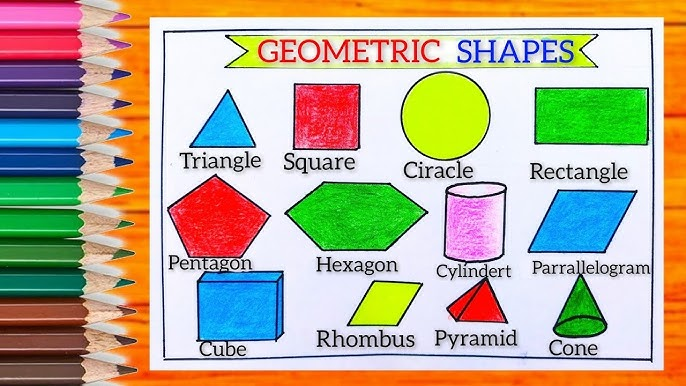 GEOMETRIC SHAPES
Triangle Square Ciracle Rectangle
Pentagon Hexagon Cylindert Parrallelogram
Cube Rhombus Pyramid Cone